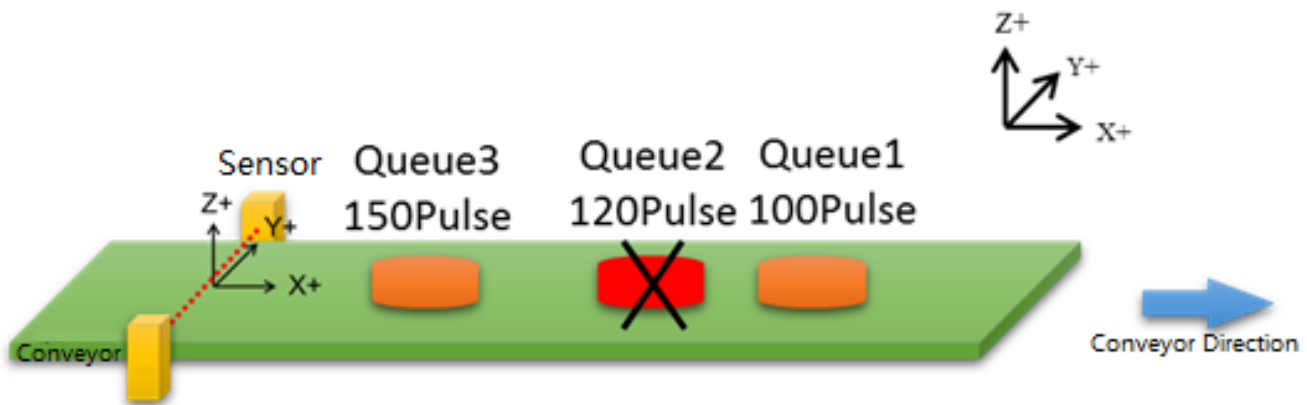 Z+
Y+
X+
Sensor
Queue3
150Pulse
Queue2
120Pulse
Queue1
100Pulse
Z+
Y+
X+
Conveyor
Conveyor Direction